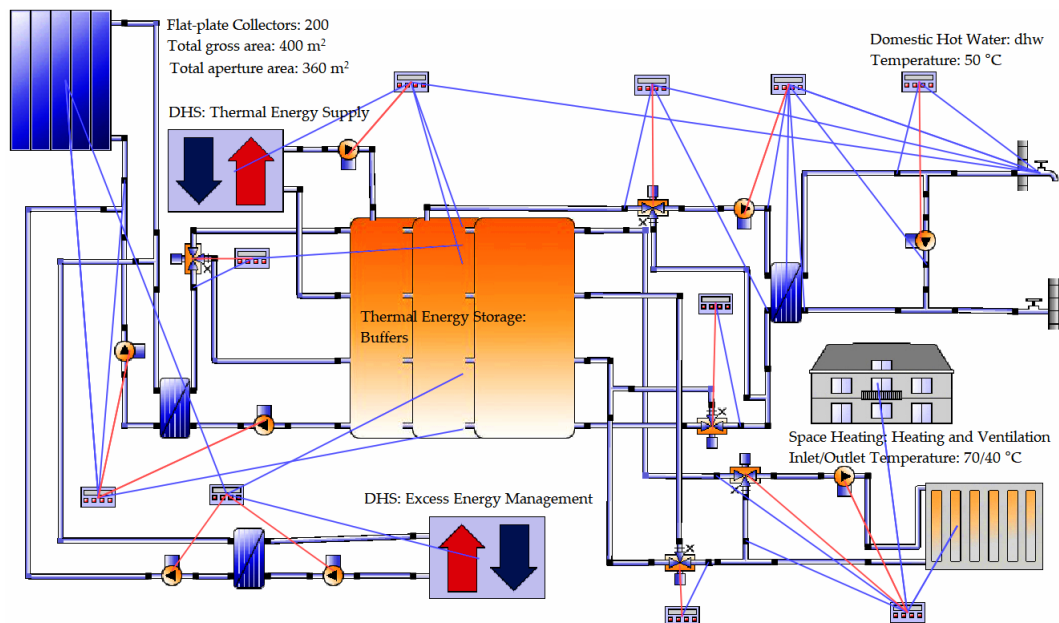 Flat-plate Collectors: 200
Total gross area: 400 m²
Total aperture area: 360 m²
Domestic Hot Water: dhw
Temperature: 50 °C
DHS: Thermal Energy Supply
Thermal Energy Storage:
Buffers
Space Heating: Heating and Ventilation
Inlet/Outlet Temperature: 70/40 °C
DHS: Excess Energy Management